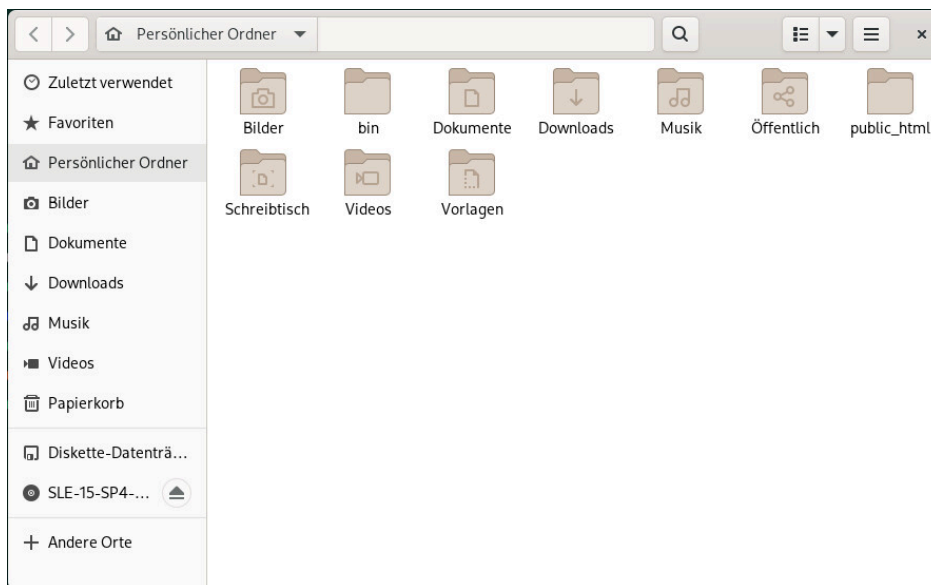 Persönlicher Ordner
Zuletzt verwendet
Favoriten
Persönlicher Ordner
Bilder
Dokumente
Downloads
Musik
Videos
Papierkorb
Diskette-Datenträ...
SLE-15-SP4-...
Andere Orte
Bilder bin Dokumente Downloads Musik Öffentlich public_html
Schreibtisch Videos Vorlagen